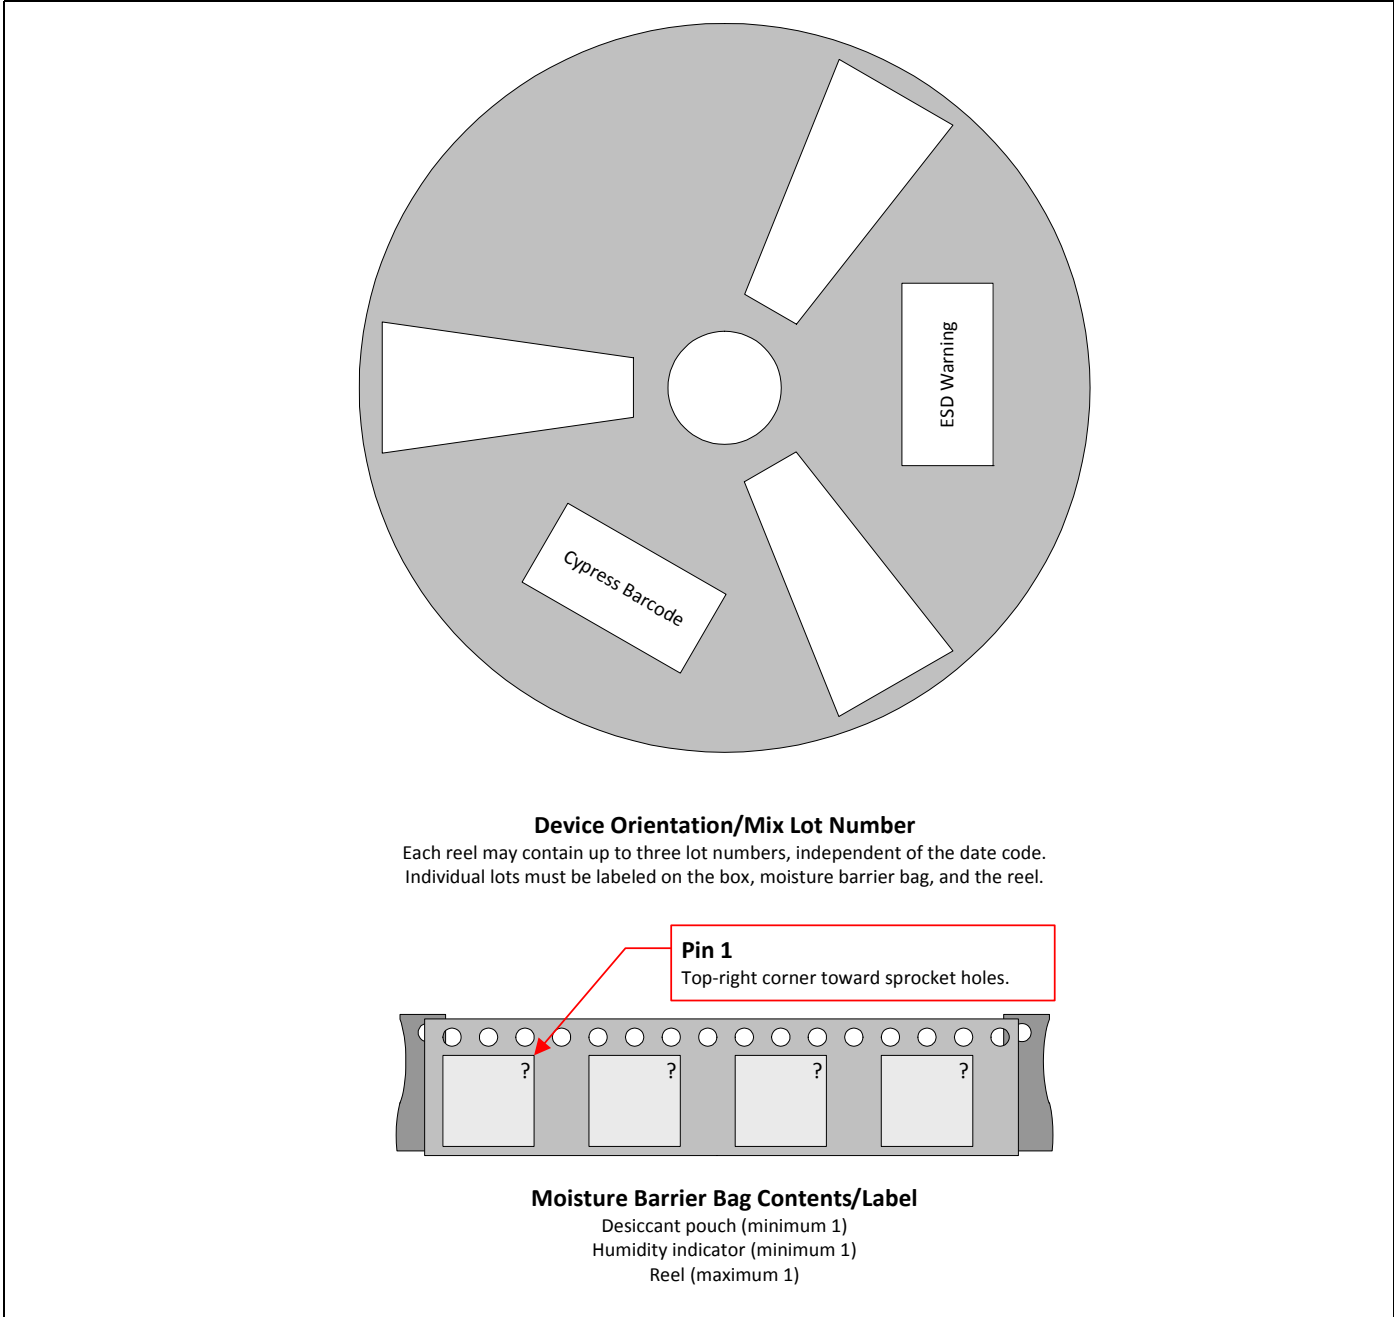 ESD Warning
Cypress Barcode
Device Orientation/Mix Lot Number
Each reel may contain up to three lot numbers, independent of the date code.
Individual lots must be labeled on the box, moisture barrier bag, and the reel.
Pin 1
Top-right corner toward sprocket holes.
? ? ? ?
Moisture Barrier Bag Contents/Label
Desiccant pouch (minimum 1)
Humidity indicator (minimum 1)
Reel (maximum 1)